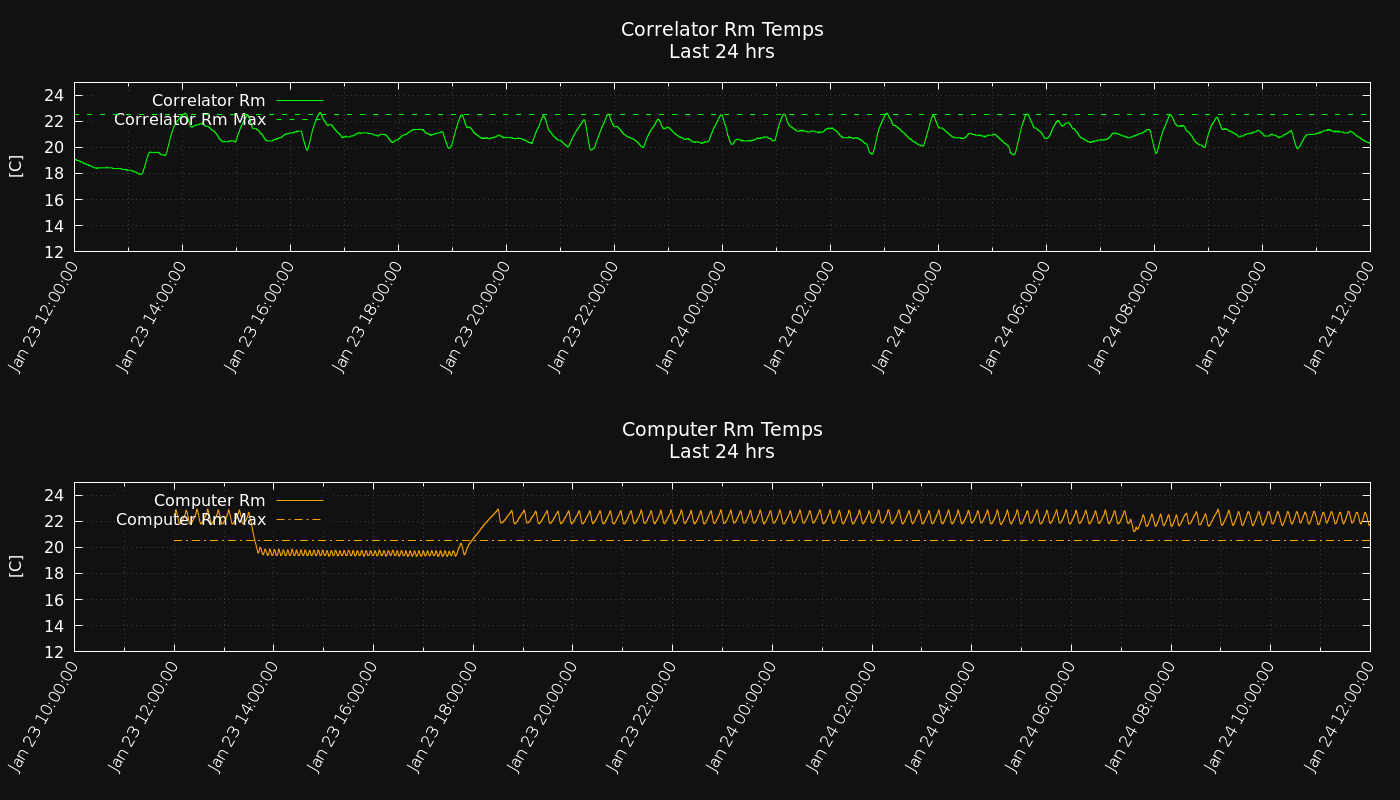 Correlator Rm Temps
Last 24 hrs
24
22
20
18
16
14
12
[C]
Correlator Rm
Correlator Rm Max
Jan 23 12:00:00
Jan 23 14:00:00
Jan 23 16:00:00
Jan 23 18:00:00
Jan 23 20:00:00
Jan 23 22:00:00
Jan 24 00:00:00
Jan 24 02:00:00
Jan 24 04:00:00
Jan 24 06:00:00
Jan 24 08:00:00
Jan 24 10:00:00
Jan 24 12:00:00
Computer Rm Temps
Last 24 hrs
24
22
20
18
16
14
12
[C]
Computer Rm
Computer Rm Max
Jan 23 10:00:00
Jan 23 12:00:00
Jan 23 14:00:00
Jan 23 16:00:00
Jan 23 18:00:00
Jan 23 20:00:00
Jan 23 22:00:00
Jan 24 00:00:00
Jan 24 02:00:00
Jan 24 04:00:00
Jan 24 06:00:00
Jan 24 08:00:00
Jan 24 10:00:00
Jan 24 12:00:00